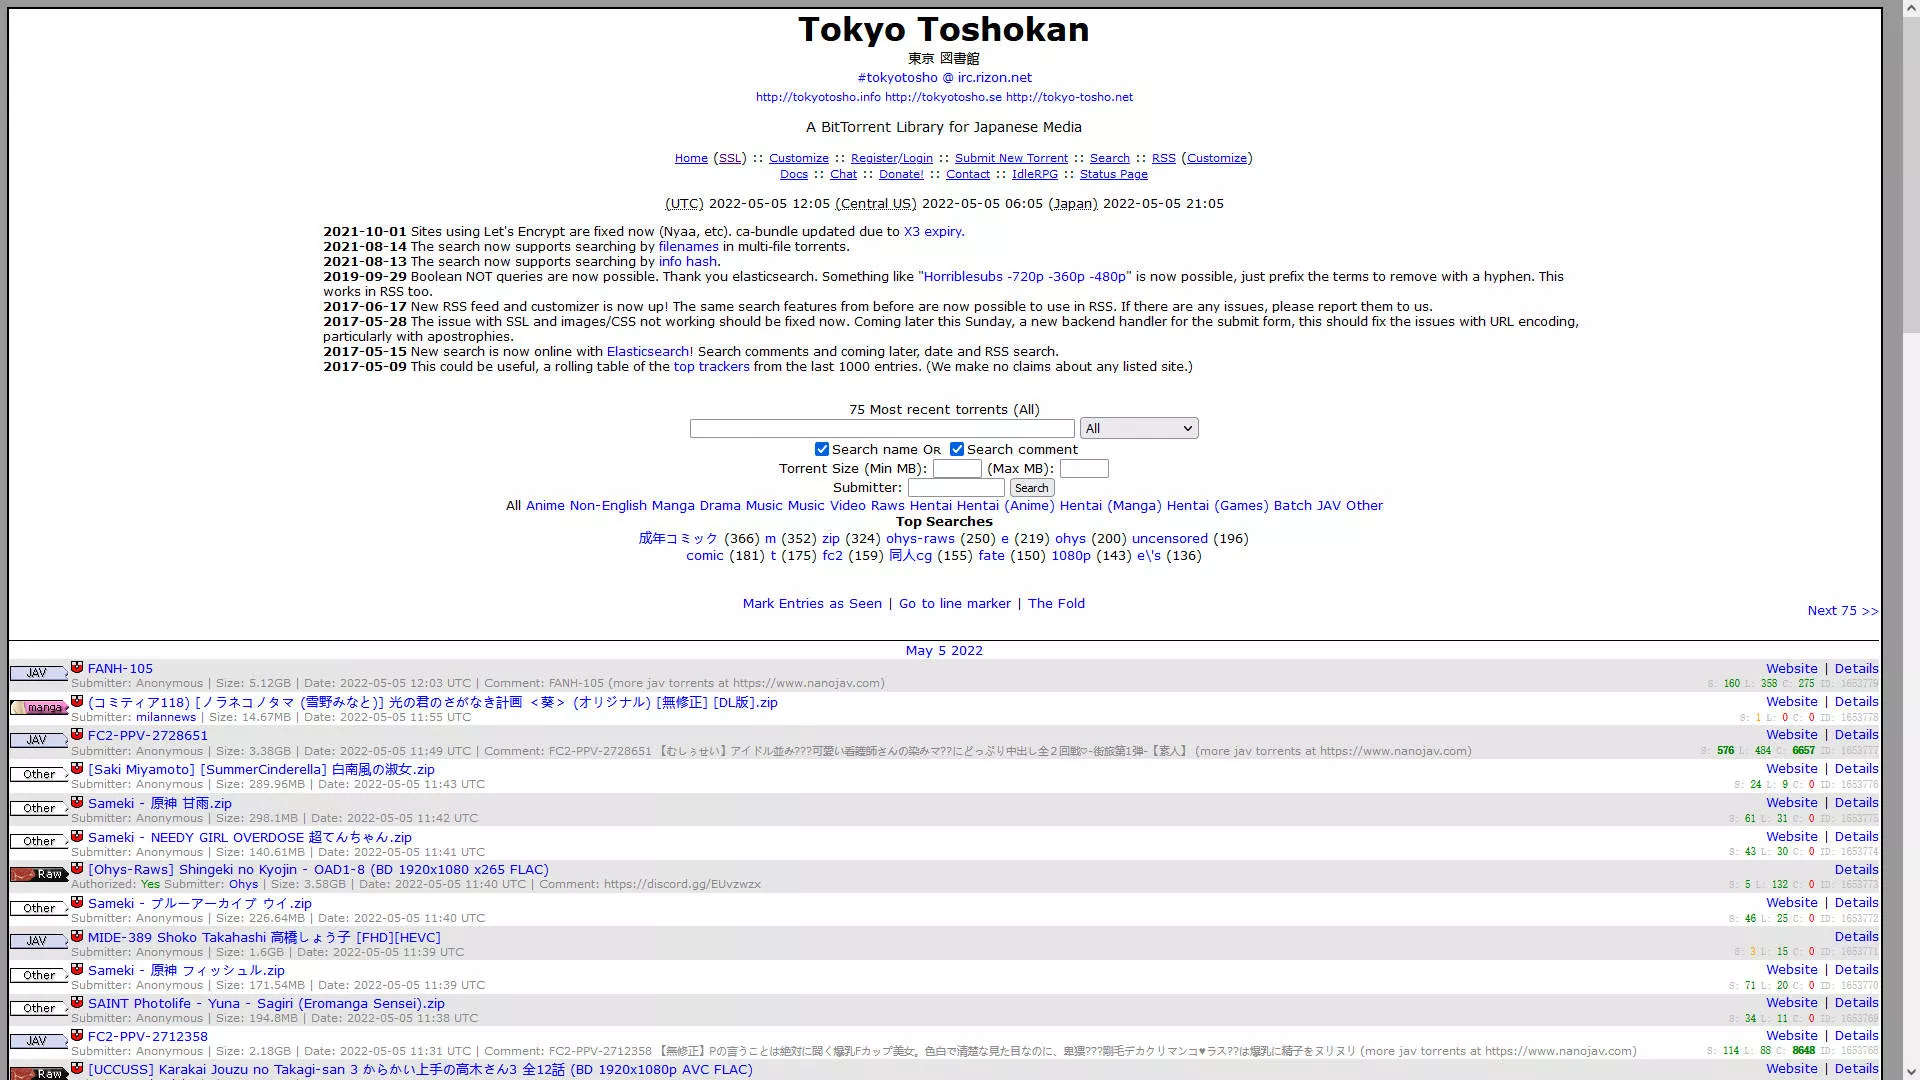 Tokyo Toshokan
東京 図書館
#tokyotosho @ irc.rizon.net
http://tokyotosho.info http://tokyotosho.se http://tokyo-tosho.net
A BitTorrent Library for Japanese Media
Home (SSL) :: Customize :: Register/Login :: Submit New Torrent :: Search :: RSS (Customize)
Docs :: Chat :: Donate! :: Contact :: IdleRPG :: Status Page
(UTC) 2022-05-05 12:05 (Central US) 2022-05-05 06:05 (Japan) 2022-05-05 21:05
2021-10-01 Sites using Let's Encrypt are fixed now (Nyaa, etc). ca-bundle updated due to X3 expiry.
2021-08-14 The search now supports searching by filenames in multi-file torrents.
2021-08-13 The search now supports searching by info hash.
2019-09-29 Boolean NOT queries are now possible. Thank you elasticsearch. Something like "Horriblesubs -720p -360p -480p" is now possible, just prefix the terms to remove with a hyphen. This
works in RSS too.
2017-06-17 New RSS feed and customizer is now up! The same search features from before are now possible to use in RSS. If there are any issues, please report them to us.
2017-05-28 The issue with SSL and images/CSS not working should be fixed now. Coming later this Sunday, a new backend handler for the submit form, this should fix the issues with URL encoding,
particularly with apostrophies.
2017-05-15 New search is now online with Elasticsearch! Search comments and coming later, date and RSS search.
2017-05-09 This could be useful, a rolling table of the top trackers from the last 1000 entries. (We make no claims about any listed site.)
75 Most recent torrents (All)
All
Search name OR Search comment
Torrent Size (Min MB): (Max MB):
Submitter: Search
All Anime Non-English Manga Drama Music Music Video Raws Hentai Hentai (Anime) Hentai (Manga) Hentai (Games) Batch JAV Other
Top Searches
成年コミック (366) m (352) zip (324) ohys-raws (250) e (219) ohys (200) uncensored (196)
comic (181) t (175) fc2 (159) 同人cg (155) fate (150) 1080p (143) e\'s (136)
Mark Entries as Seen | Go to line marker | The Fold
Next 75 >>
May 5 2022
JAV FANH-105 Website | Details
Submitter: Anonymous | Size: 5.12GB | Date: 2022-05-05 12:03 UTC | Comment: FANH-105 (more jav torrents at https://www.nanojav.com) S: 160 L: 358 C: 275 ID: 1653779
manga (コミティア118) [ノラネコノタマ (雪野みなと)] 光の君のさがなき計画 ＜葵＞ (オリジナル) [無修正] [DL版].zip Website | Details
Submitter: milannews | Size: 14.67MB | Date: 2022-05-05 11:55 UTC S: 1 L: 0 C: 0 ID: 1653778
JAV FC2-PPV-2728651 Website | Details
Submitter: Anonymous | Size: 3.38GB | Date: 2022-05-05 11:49 UTC | Comment: FC2-PPV-2728651 【むしぅせい】アイドル並み???可愛い看護師さんの染みマ??にどっぷり中出し全２回戦♡-街旅第1弾-【素人】 (more jav torrents at https://www.nanojav.com) S: 576 L: 484 C: 6657 ID: 1653777
Other [Saki Miyamoto] [SummerCinderella] 白南風の淑女.zip Website | Details
Submitter: Anonymous | Size: 289.96MB | Date: 2022-05-05 11:43 UTC S: 24 L: 9 C: 0 ID: 1653776
Other Sameki - 原神 甘雨.zip Website | Details
Submitter: Anonymous | Size: 298.1MB | Date: 2022-05-05 11:42 UTC S: 61 L: 31 C: 0 ID: 1653775
Other Sameki - NEEDY GIRL OVERDOSE 超てんちゃん.zip Website | Details
Submitter: Anonymous | Size: 140.61MB | Date: 2022-05-05 11:41 UTC S: 43 L: 30 C: 0 ID: 1653774
Raw [Ohys-Raws] Shingeki no Kyojin - OAD1-8 (BD 1920x1080 x265 FLAC) Details
Authorized: Yes Submitter: Ohys | Size: 3.58GB | Date: 2022-05-05 11:40 UTC | Comment: https://discord.gg/EUvzwzx S: 5 L: 132 C: 0 ID: 1653773
Other Sameki - ブルーアーカイブ ウイ.zip Website | Details
Submitter: Anonymous | Size: 226.64MB | Date: 2022-05-05 11:40 UTC S: 46 L: 25 C: 0 ID: 1653772
JAV MIDE-389 Shoko Takahashi 高橋しょう子 [FHD][HEVC] Details
Submitter: Anonymous | Size: 1.6GB | Date: 2022-05-05 11:39 UTC S: 3 L: 15 C: 0 ID: 1653771
Other Sameki - 原神 フィッシュル.zip Website | Details
Submitter: Anonymous | Size: 171.54MB | Date: 2022-05-05 11:39 UTC S: 71 L: 20 C: 0 ID: 1653770
Other SAINT Photolife - Yuna - Sagiri (Eromanga Sensei).zip Website | Details
Submitter: Anonymous | Size: 194.8MB | Date: 2022-05-05 11:38 UTC S: 34 L: 11 C: 0 ID: 1653769
JAV FC2-PPV-2712358 Website | Details
Submitter: Anonymous | Size: 2.18GB | Date: 2022-05-05 11:31 UTC | Comment: FC2-PPV-2712358 【無修正】Pの言うことは絶対に聞く爆乳Fカップ美女。色白で清楚な見た目なのに、卑猥???剛毛デカクリマンコ♥ラス??は爆乳に精子をヌリヌリ (more jav torrents at https://www.nanojav.com) S: 114 L: 88 C: 8648 ID: 1653768
Raw [UCCUSS] Karakai Jouzu no Takagi-san 3 からかい上手の高木さん3 全12話 (BD 1920x1080p AVC FLAC) Website | Details